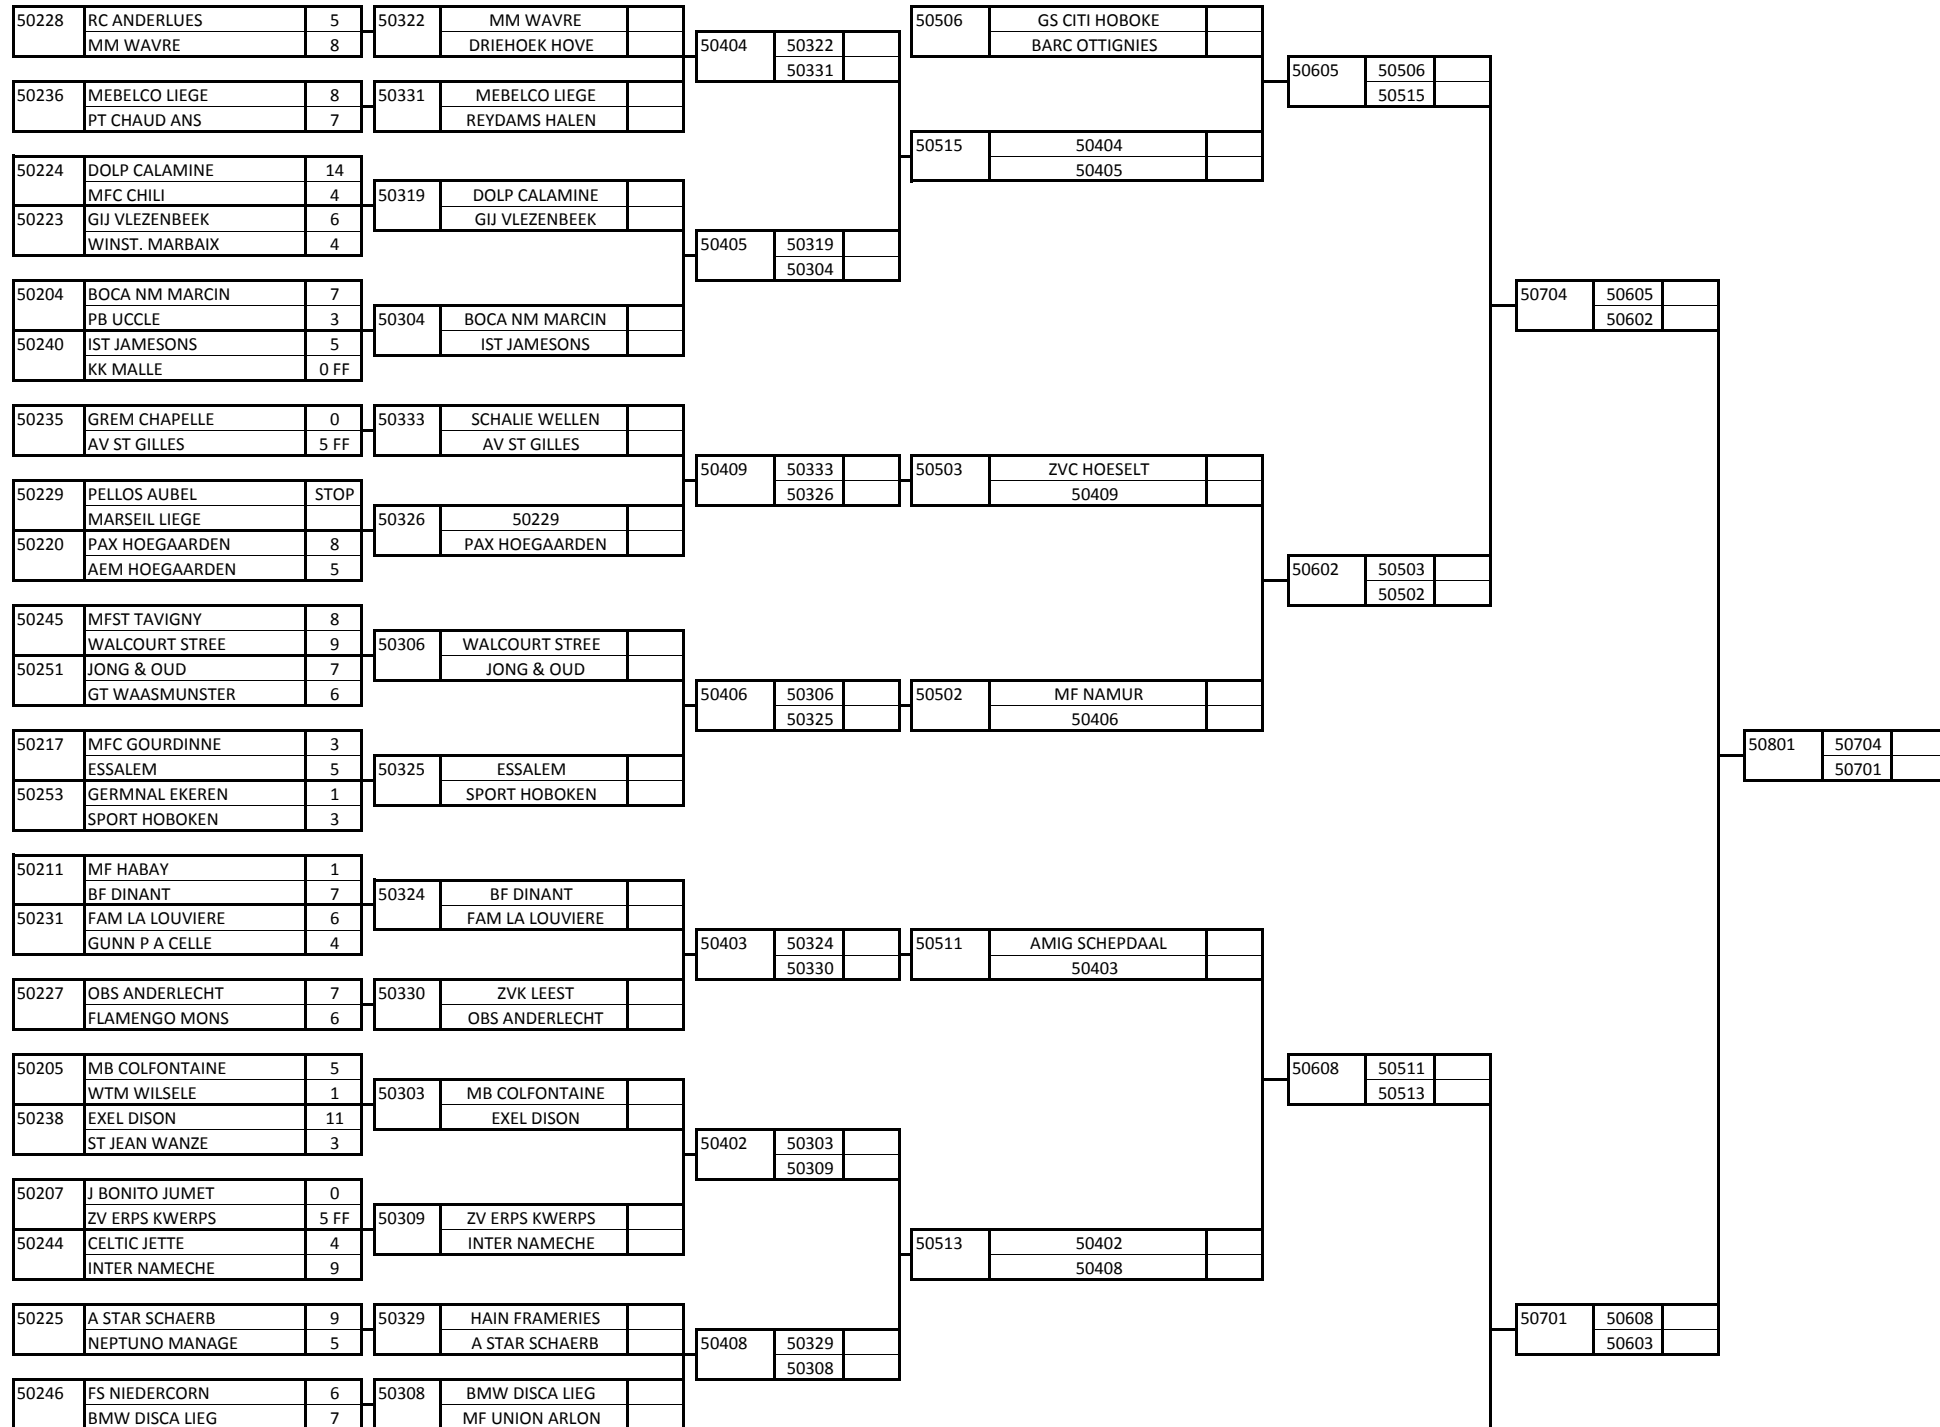 50228 RC ANDERLUES 5 50322 MM WAVRE 50506 GS CITI HOBOKE
MM WAVRE 8 DRIEHOEK HOVE 50404 50322 BARC OTTIGNIES
50331 50605 50506
50236 MEBELCO LIEGE 8 50331 MEBELCO LIEGE 50515
PT CHAUD ANS 7 REYDAMS HALEN
50515 50404
50224 DOLP CALAMINE 14 50405
MFC CHILI 4 50319 DOLP CALAMINE
50223 GIJ VLEZENBEEK 6 GIJ VLEZENBEEK
WINST. MARBAIX 4 50405 50319
50304
50204 BOCA NM MARCIN 7 50704 50605
PB UCCLE 3 50304 BOCA NM MARCIN 50602
50240 IST JAMESONS 5 IST JAMESONS
KK MALLE 0 FF
50235 GREM CHAPELLE 0 50333 SCHALIE WELLEN
AV ST GILLES 5 FF AV ST GILLES
50409 50333 50503 ZVC HOESELT
50229 PELLOS AUBEL STOP 50326 50409
MARSEIL LIEGE 50326 50229
50220 PAX HOEGAARDEN 8 PAX HOEGAARDEN
AEM HOEGAARDEN 5 50602 50503
50502
50245 MFST TAVIGNY 8
WALCOURT STREE 9 50306 WALCOURT STREE
50251 JONG & OUD 7 JONG & OUD
GT WAASMUNSTER 6 50406 50306 50502 MF NAMUR
50325 50406
50217 MFC GOURDINNE 3 50801 50704
ESSALEM 5 50325 ESSALEM 50701
50253 GERMNAL EKEREN 1 SPORT HOBOKEN
SPORT HOBOKEN 3
50211 MF HABAY 1
BF DINANT 7 50324 BF DINANT
50231 FAM LA LOUVIERE 6 FAM LA LOUVIERE
GUNN P A CELLE 4 50403 50324 50511 AMIG SCHEPDAAL
50330 50403
50227 OBS ANDERLECHT 7 50330 ZVK LEEST
FLAMENGO MONS 6 OBS ANDERLECHT
50205 MB COLFONTAINE 5 50608 50511
WTM WILSELE 1 50303 MB COLFONTAINE 50513
50238 EXEL DISON 11 EXEL DISON
ST JEAN WANZE 3 50402 50303
50309
50207 J BONITO JUMET 0
ZV ERPS KWERPS 5 FF 50309 ZV ERPS KWERPS
50244 CELTIC JETTE 4 INTER NAMECHE 50513 50402
INTER NAMECHE 9 50408
50225 A STAR SCHAERB 9 50329 HAIN FRAMERIES 50701 50608
NEPTUNO MANAGE 5 A STAR SCHAERB 50408 50329 50603
50308
50246 FS NIEDERCORN 6 50308 BMW DISCA LIEG
BMW DISCA LIEG 7 MF UNION ARLON